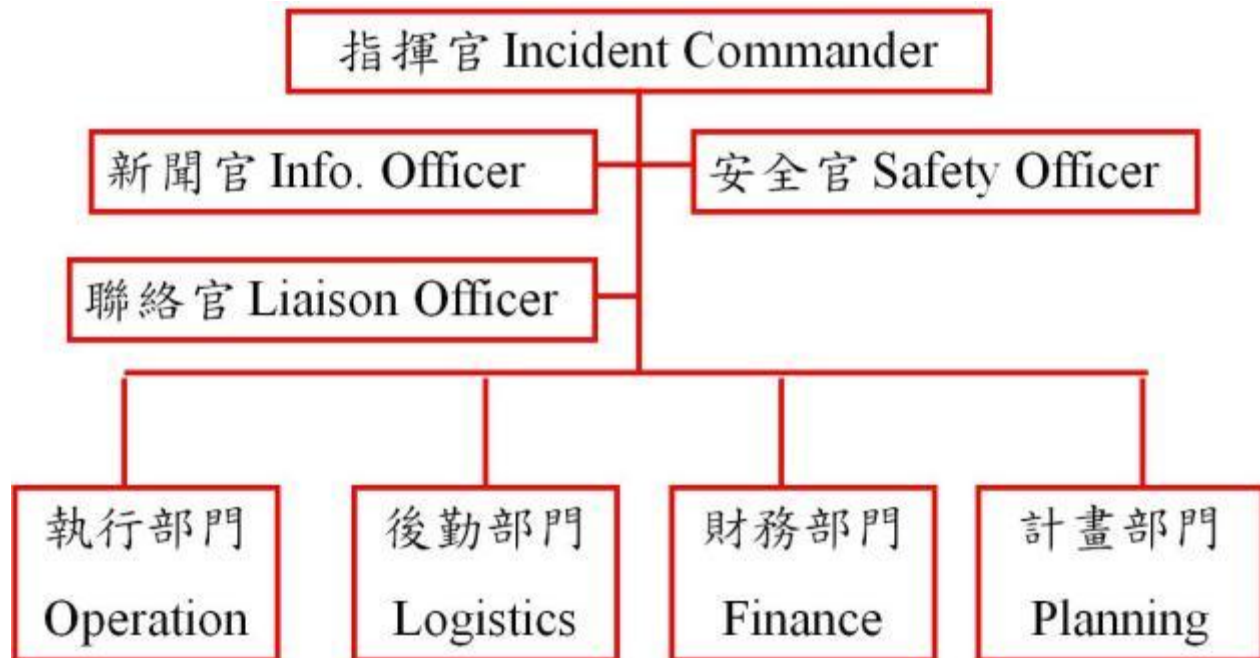 指揮官 Incident Commander
新聞官 Info. Officer
安全官 Safety Officer
聯絡官 Liaison Officer
執行部門
Operation
後勤部門
Logistics
財務部門
Finance
計畫部門
Planning